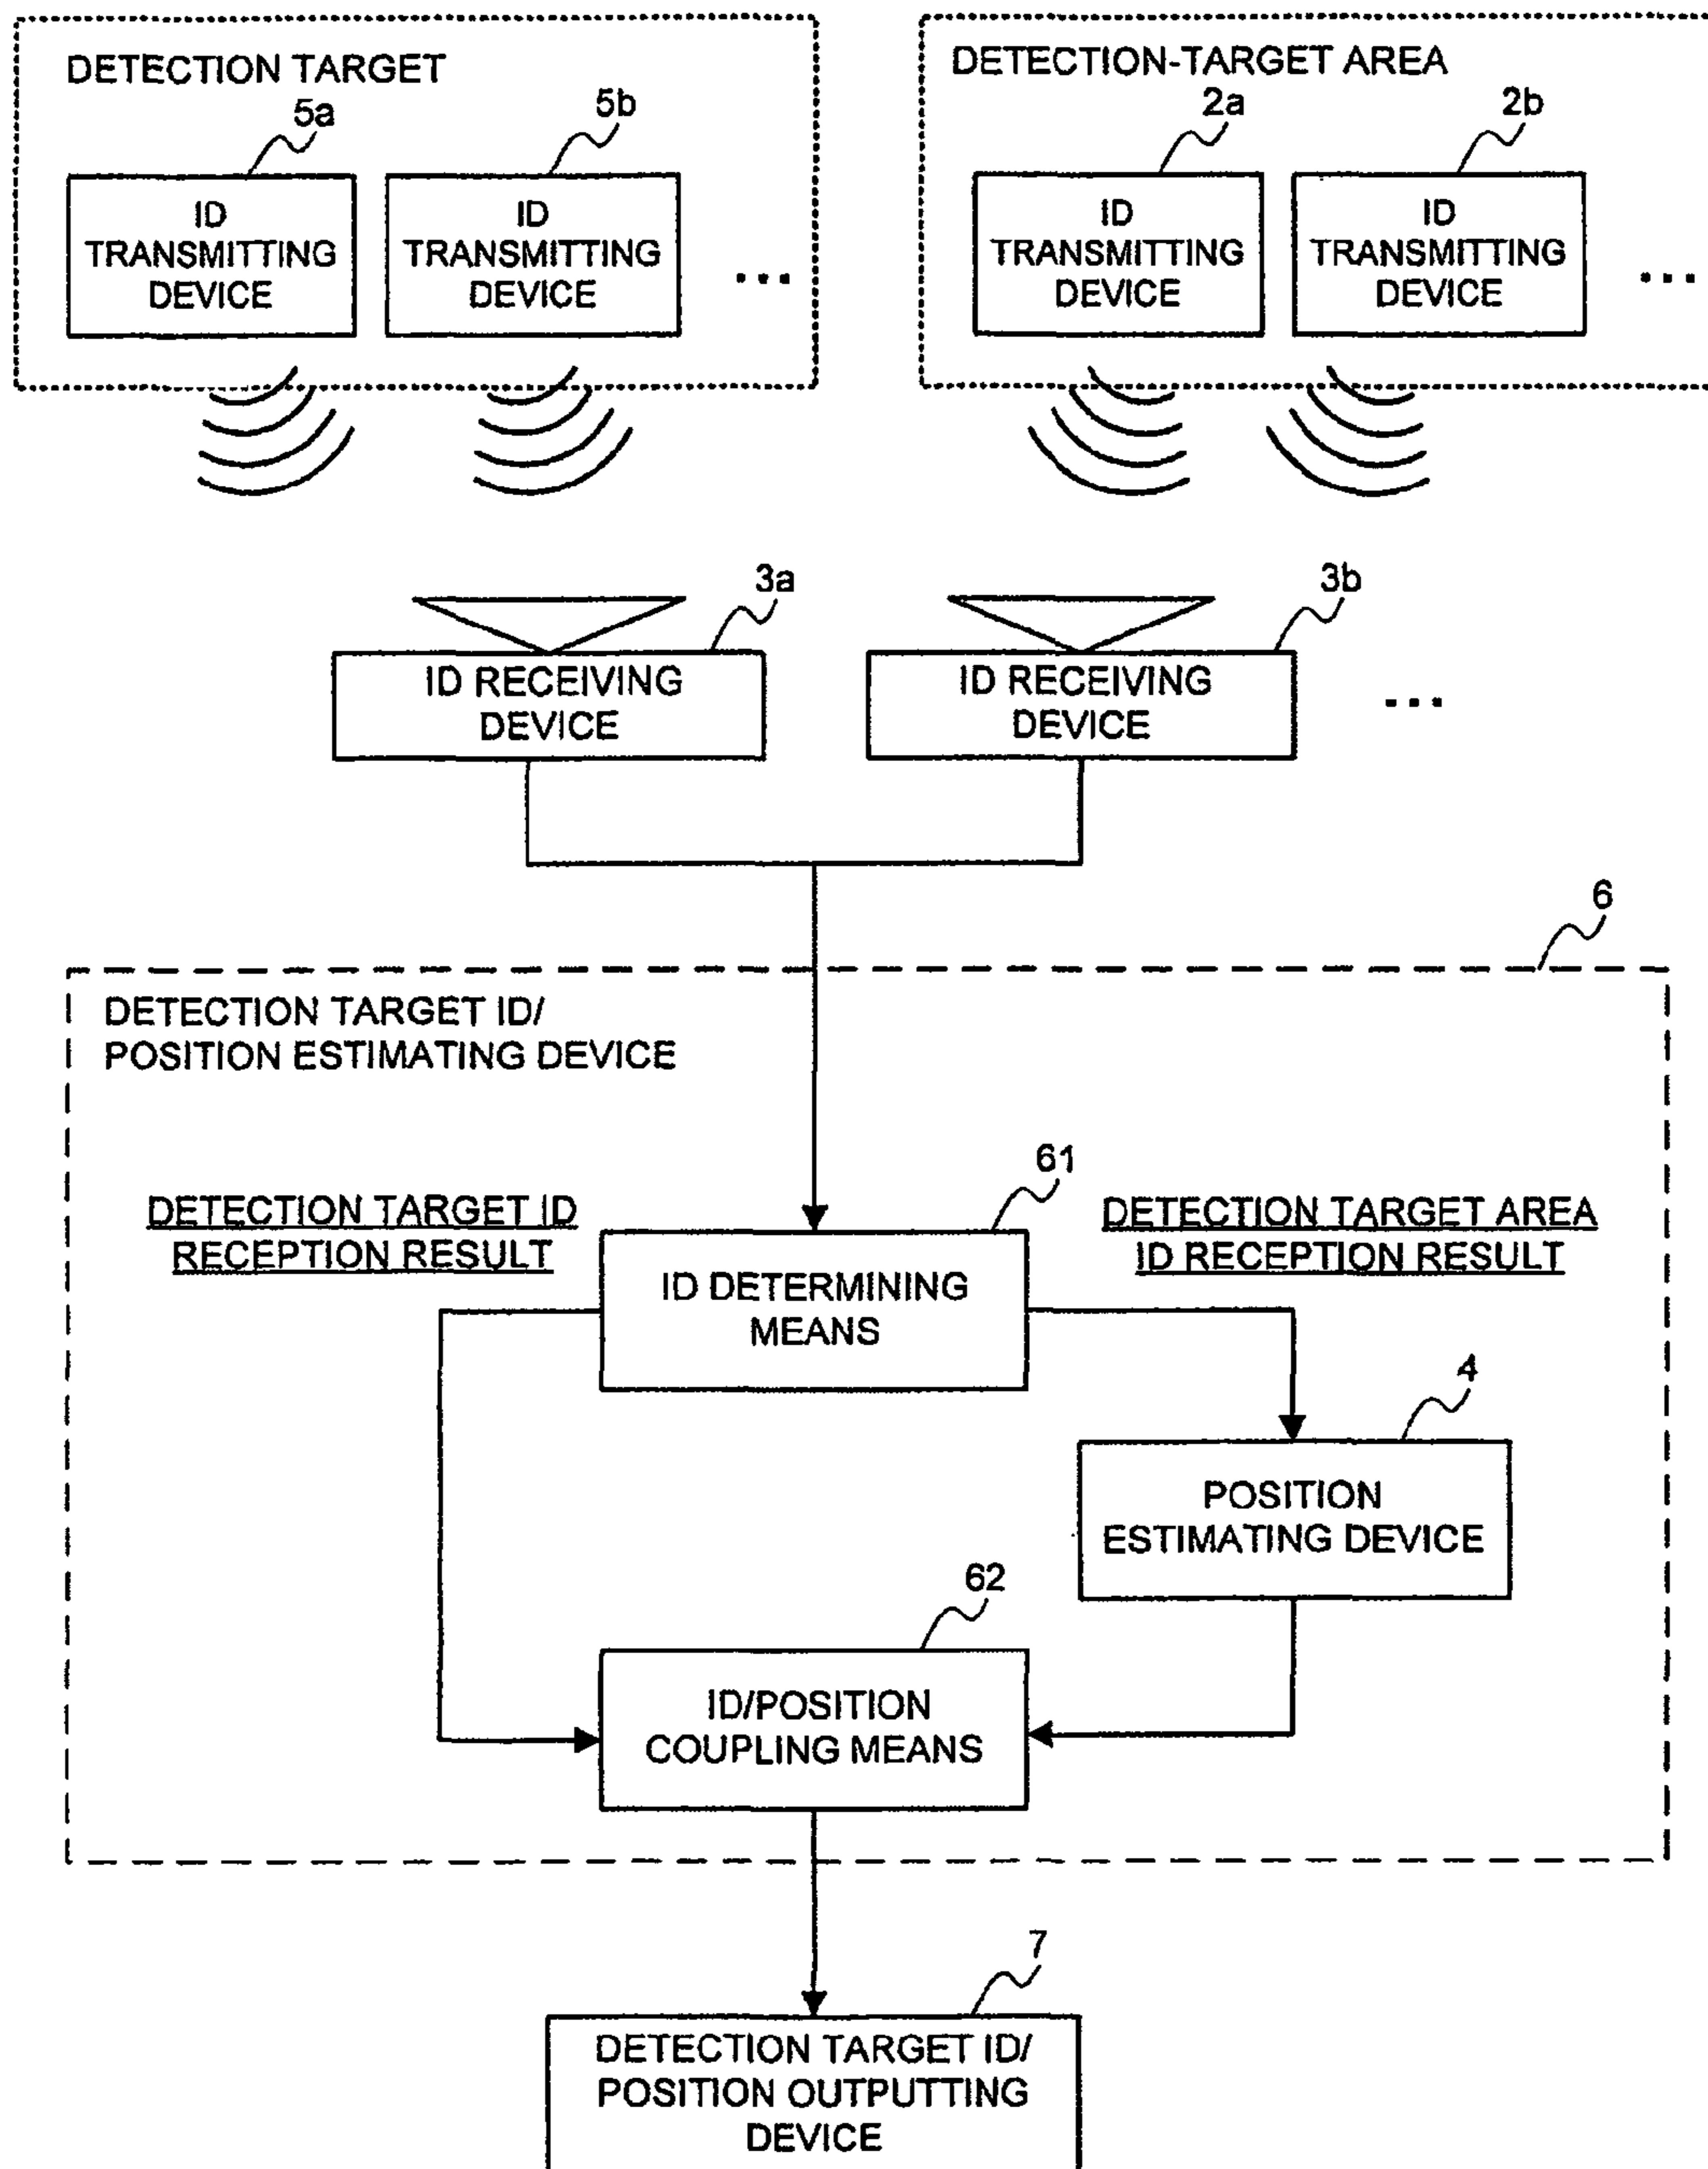 DETECTION TARGET
5a
5b
ID
TRANSMITTING
DEVICE
ID
TRANSMITTING
DEVICE
...
DETECTION-TARGET AREA
2a
2b
ID
TRANSMITTING
DEVICE
ID
TRANSMITTING
DEVICE
...
3a
ID RECEIVING
DEVICE
3b
ID RECEIVING
DEVICE
...
6
DETECTION TARGET ID/
POSITION ESTIMATING DEVICE
61
DETECTION TARGET ID
RECEPTION RESULT
ID DETERMINING
MEANS
DETECTION TARGET AREA
ID RECEPTION RESULT
4
POSITION
ESTIMATING DEVICE
62
ID/POSITION
COUPLING MEANS
7
DETECTION TARGET ID/
POSITION OUTPUTTING
DEVICE